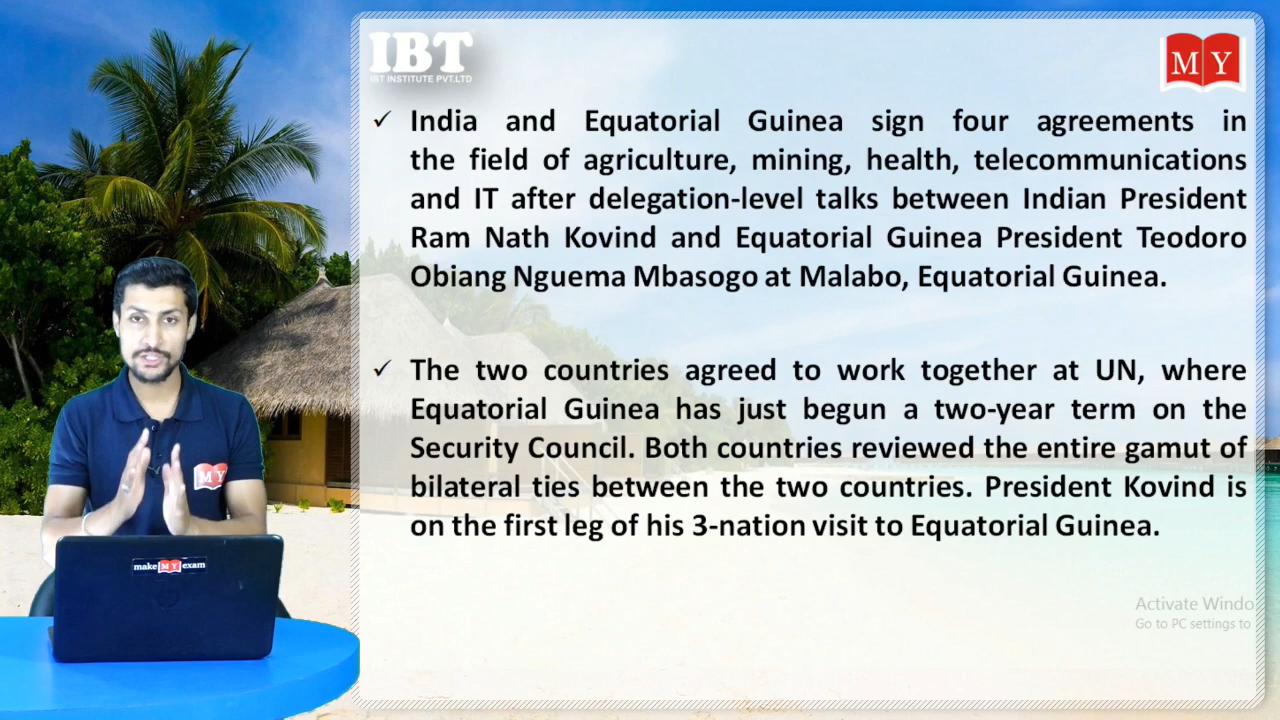 IBT
IBT INSTITUTE PVT.LTD
MY
✓ India and Equatorial Guinea sign four agreements in
the field of agriculture, mining, health, telecommunications
and IT after delegation-level talks between Indian President
Ram Nath Kovind and Equatorial Guinea President Teodoro
Obiang Nguema Mbasogo at Malabo, Equatorial Guinea.
✓ The two countries agreed to work together at UN, where
Equatorial Guinea has just begun a two-year term on the
Security Council. Both countries reviewed the entire gamut of
bilateral ties between the two countries. President Kovind is
on the first leg of his 3-nation visit to Equatorial Guinea.
MY
make MY exam
Activate Windo
Go to PC settings to